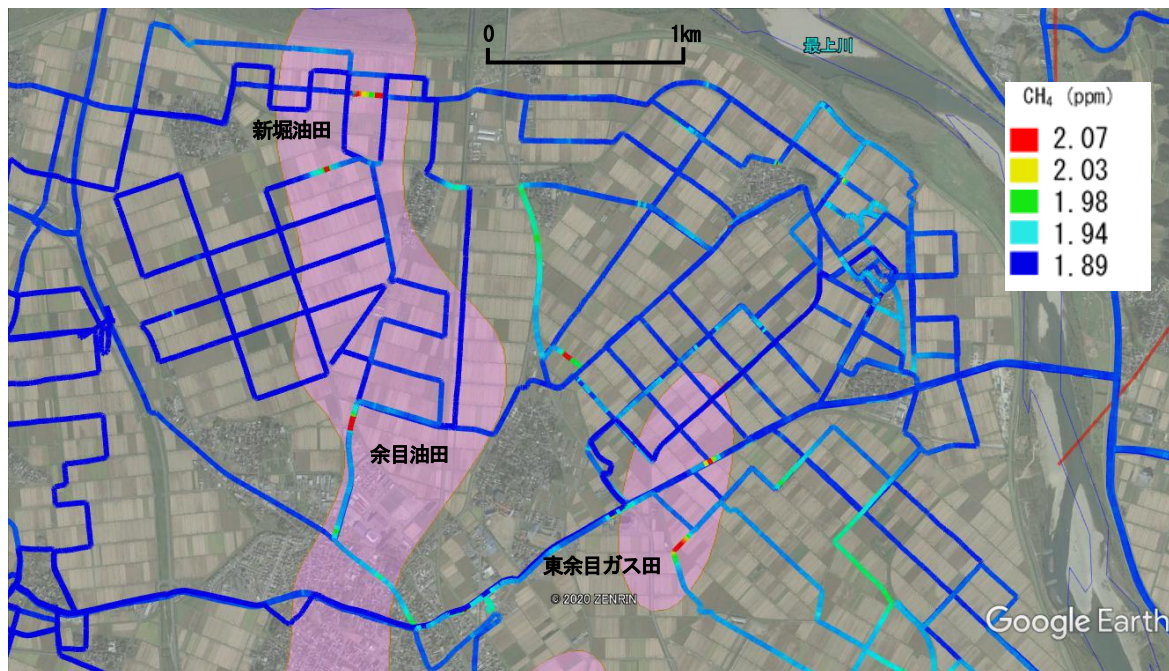 0 1km
最上川
CH₄ (ppm)
2.07
2.03
1.98
1.94
1.89
新堀油田
余目油田
東余目ガス田
© 2020 ZENRIN
Google Earth